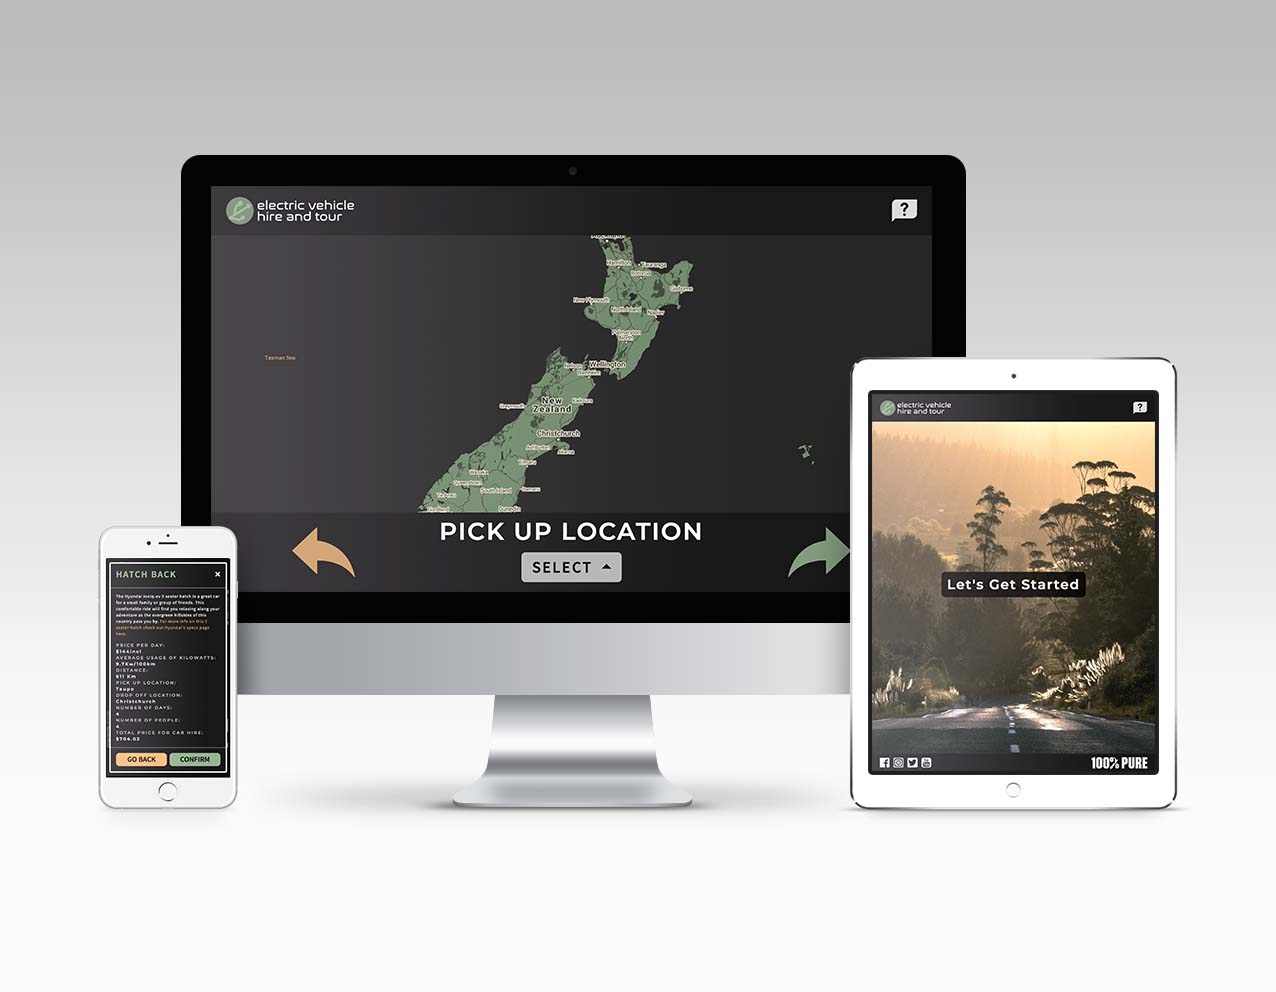 electric vehicle
hire and tour
?
Hamilton
Tauranga
Rotorua
Gisborne
New Plymouth
North Island
Napier
Palmerston
North
Tasman Sea
Nelson
Wellington
Blenheim
New
Zealand
Greymouth
Kaikoura
Christchurch
Ashburton
Akaroa
Timaru
Wanaka
Queenstown
Te Anau
South Island
Oamaru
Dunedin
PICK UP LOCATION
SELECT
electric vehicle
hire and tour
?
Let's Get Started
100% PURE
HATCH BACK
×
The Hyundai Ioniq-ev 5 seater hatch is a great car
for a small family or group of friends. This
comfortable ride will find you relaxing along your
adventure as the evergreen hillsides of this
country pass you by. For more info on this 5
seater hatch check out Hyundai's specs page
here.
PRICE PER DAY:
$144incl
AVERAGE USAGE OF KILOWATTS:
9.7Kw/100km
DISTANCE:
611 Km
PICK UP LOCATION:
Taupo
DROP OFF LOCATION:
Christchurch
NUMBER OF DAYS:
4
NUMBER OF PEOPLE:
4
TOTAL PRICE FOR CAR HIRE:
$704.02
GO BACK
CONFIRM